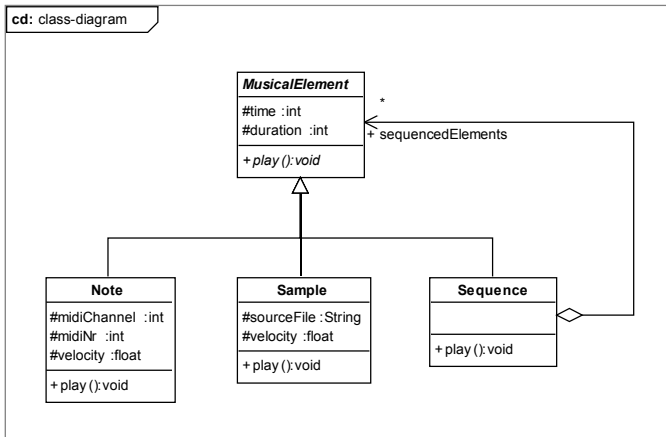 cd: class-diagram
MusicalElement
#time :int
#duration :int
+play():void
*
+ sequencedElements
Note
#midiChannel :int
#midiNr :int
#velocity :float
+play():void
Sample
#sourceFile :String
#velocity :float
+play():void
Sequence
+play():void